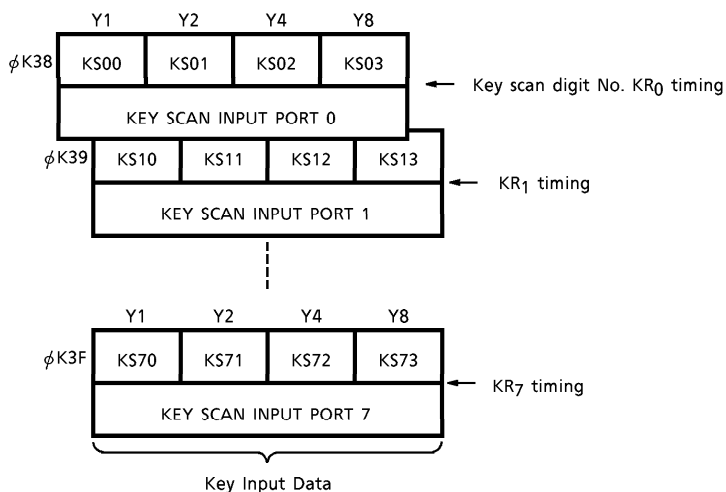 Y1 Y2 Y4 Y8
ϕK38 KS00 KS01 KS02 KS03
Key scan digit No. KR0 timing
KEY SCAN INPUT PORT 0
ϕK39 KS10 KS11 KS12 KS13
KR1 timing
KEY SCAN INPUT PORT 1
Y1 Y2 Y4 Y8
ϕK3F KS70 KS71 KS72 KS73
KR7 timing
KEY SCAN INPUT PORT 7
Key Input Data